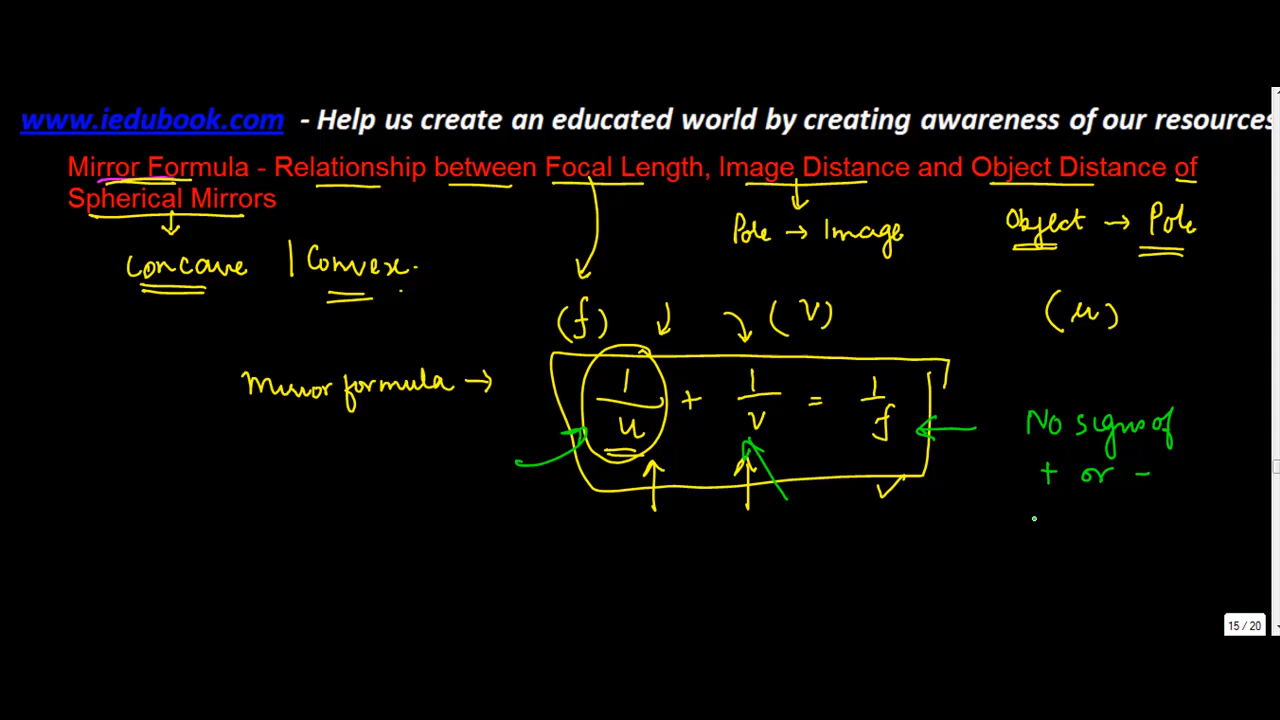 www.iedubook.com - Help us create an educated world by creating awareness of our resources
Mirror Formula - Relationship between Focal Length, Image Distance and Object Distance of
Spherical Mirrors
Pole → Image
Object → Pole
Concave | Convex.
(f)
(V)
(u)
Mirror formula →
1/u + 1/v = 1/f
No signs of
+ or -
15 / 20